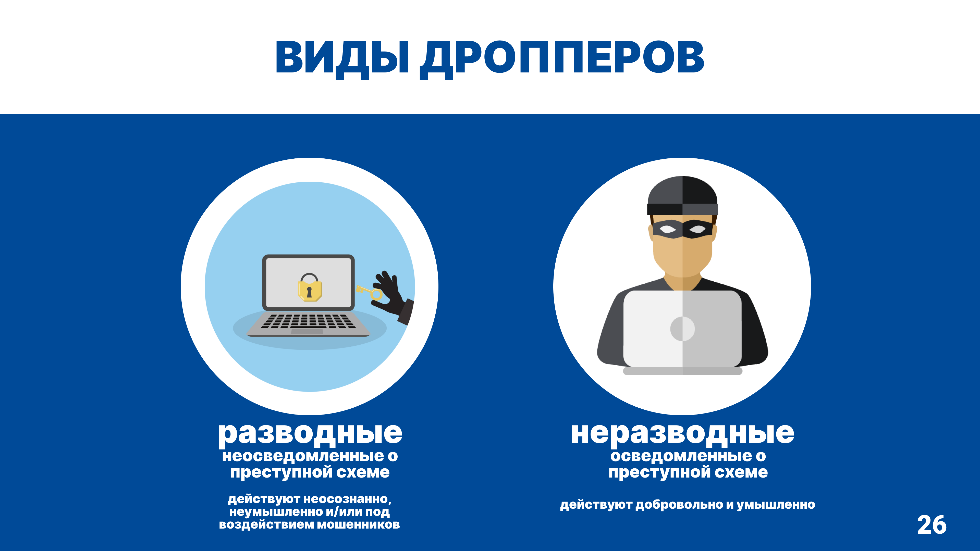 ВИДЫ ДРОППЕРОВ
разводные
неосведомленные о
преступной схеме
действуют неосознанно,
неумышленно и/или под
воздействием мошенников
неразводные
осведомленные о
преступной схеме
действуют добровольно и умышленно
26